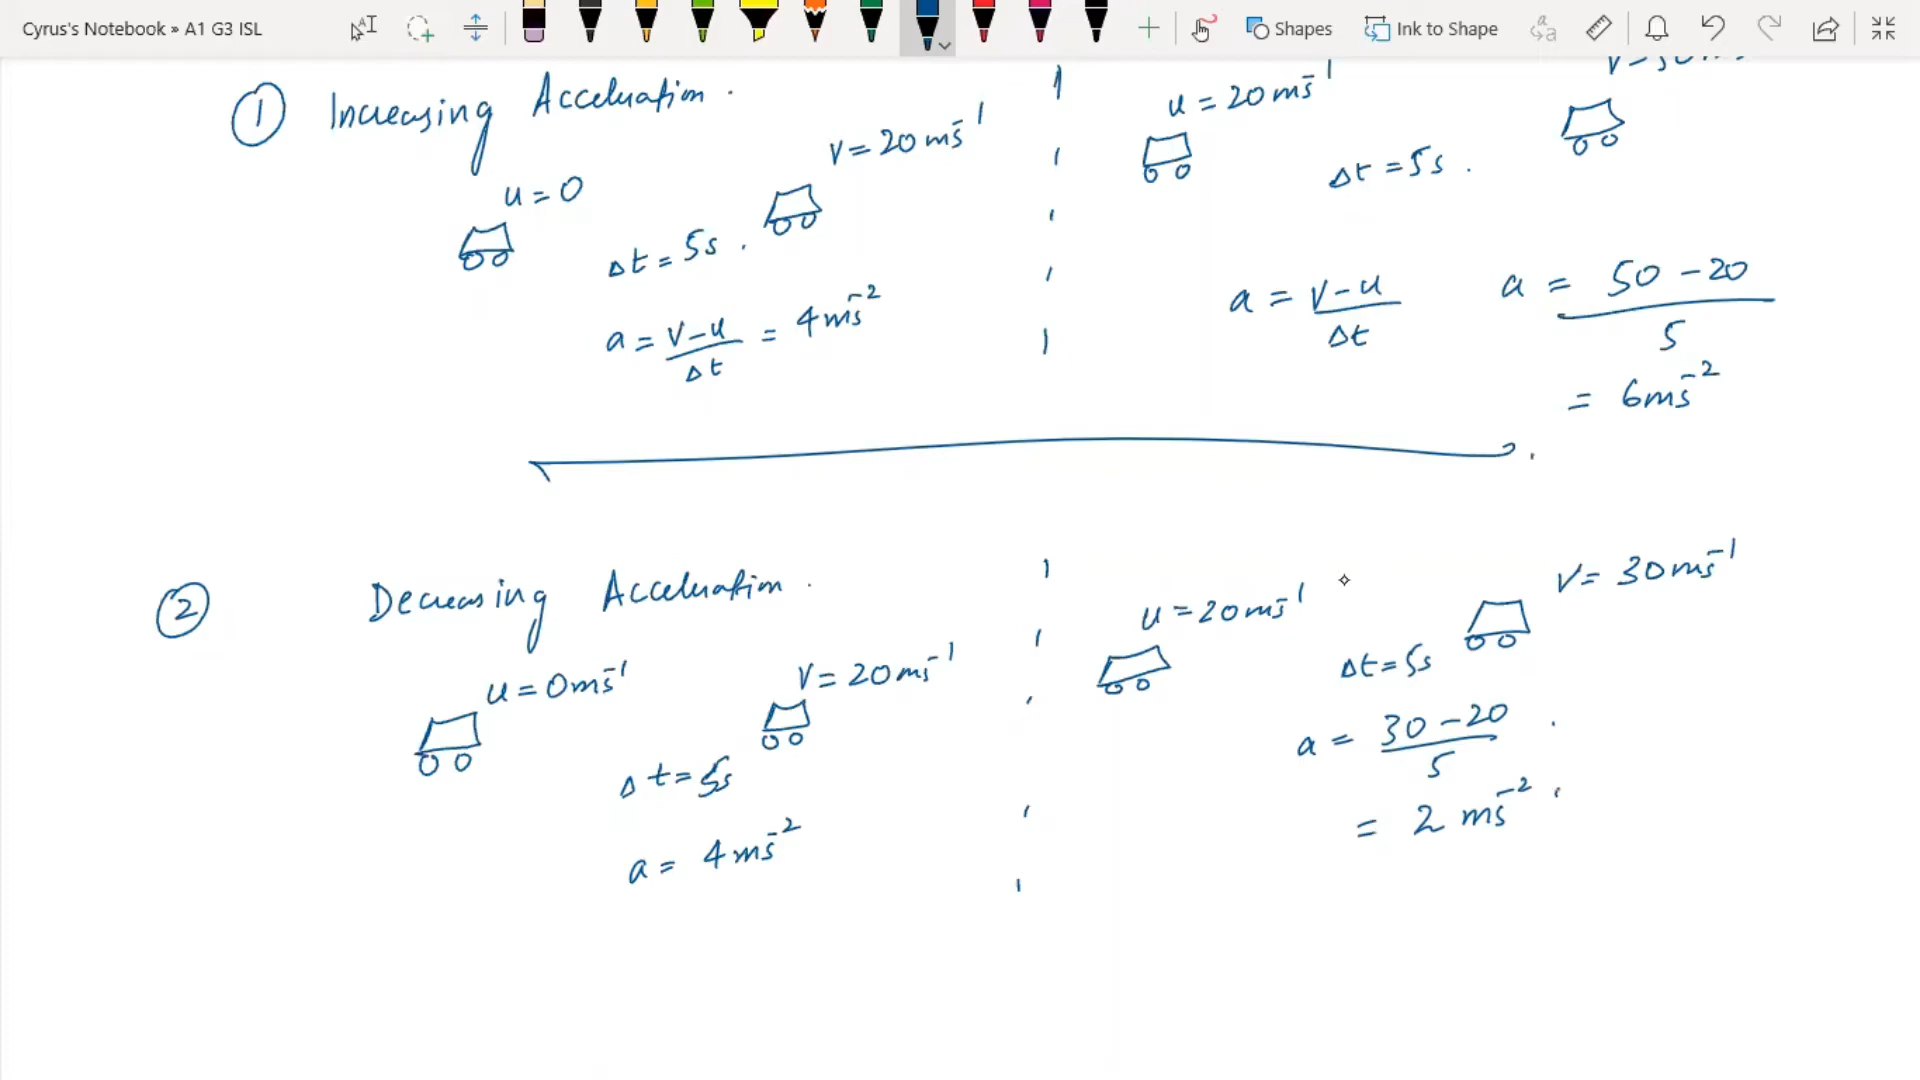 Cyrus's Notebook » A1 G3 ISL
Shapes
Ink to Shape
① Increasing Acceleration.
u = 0
v = 20 ms⁻¹
Δt = 5s.
a = v-u/Δt = 4 ms⁻²
u = 20 ms⁻¹
Δt = 5s.
a = v-u/Δt
a = 50 - 20/5
= 6 ms⁻²
② Decreasing Acceleration.
u = 0 ms⁻¹
v = 20 ms⁻¹
Δt = 5s
a = 4 ms⁻²
u = 20 ms⁻¹
v = 30 ms⁻¹
Δt = 5s
a = 30 - 20/5
= 2 ms⁻².